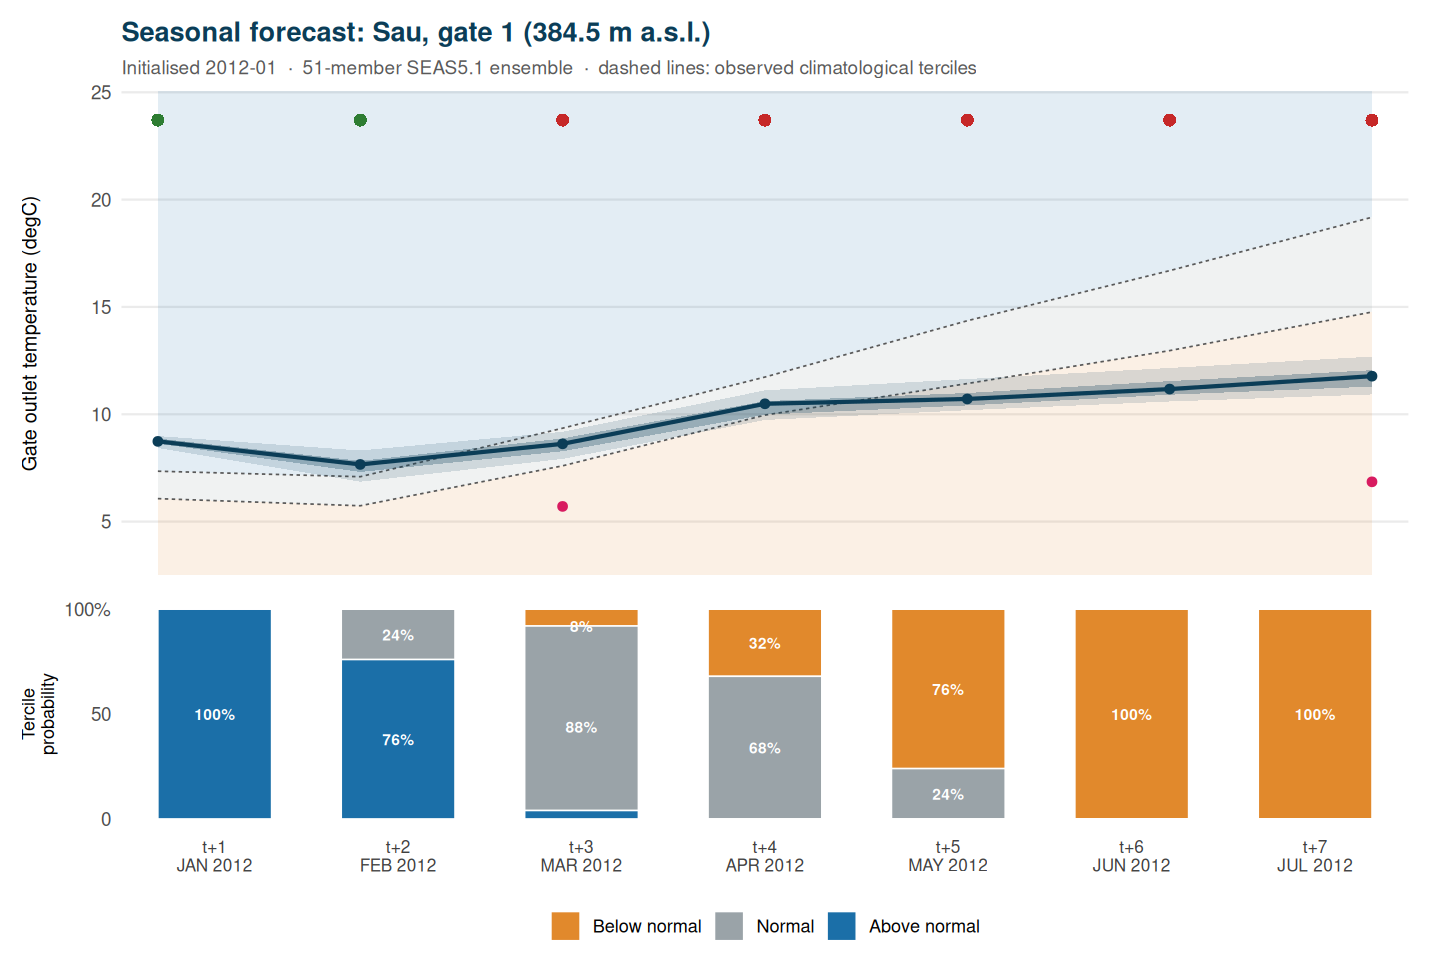 Seasonal forecast: Sau, gate 1 (384.5 m a.s.l.)
Initialised 2012-01 · 51-member SEAS5.1 ensemble · dashed lines: observed climatological terciles
Gate outlet temperature (degC)
25
20
15
10
5
Tercile
probability
100%
50
0
100%
24%
76%
8%
88%
32%
68%
76%
24%
100%
100%
t+1
JAN 2012
t+2
FEB 2012
t+3
MAR 2012
t+4
APR 2012
t+5
MAY 2012
t+6
JUN 2012
t+7
JUL 2012
Below normal
Normal
Above normal